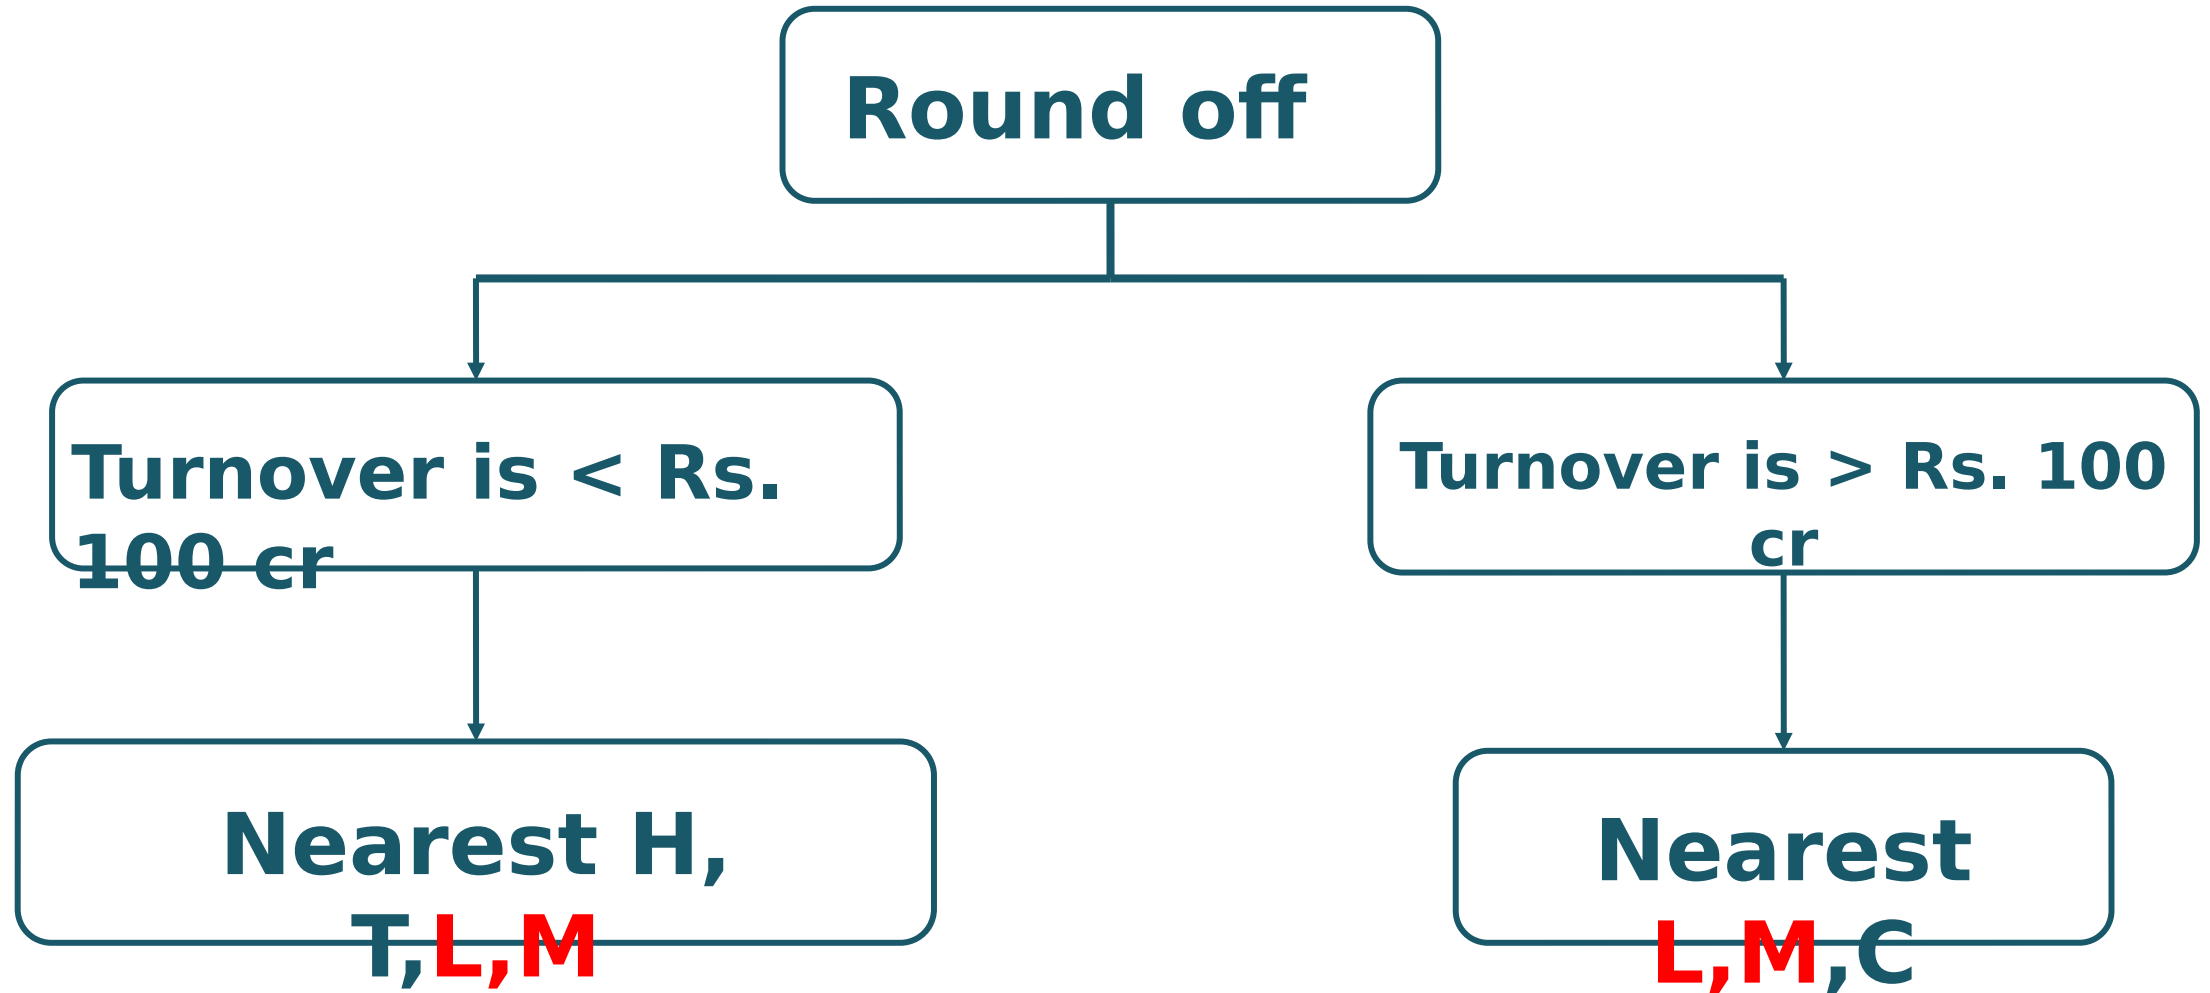 Round off
Turnover is < Rs.
100 cr
Turnover is > Rs. 100
cr
Nearest H,
T,L,M
Nearest
L,M,C